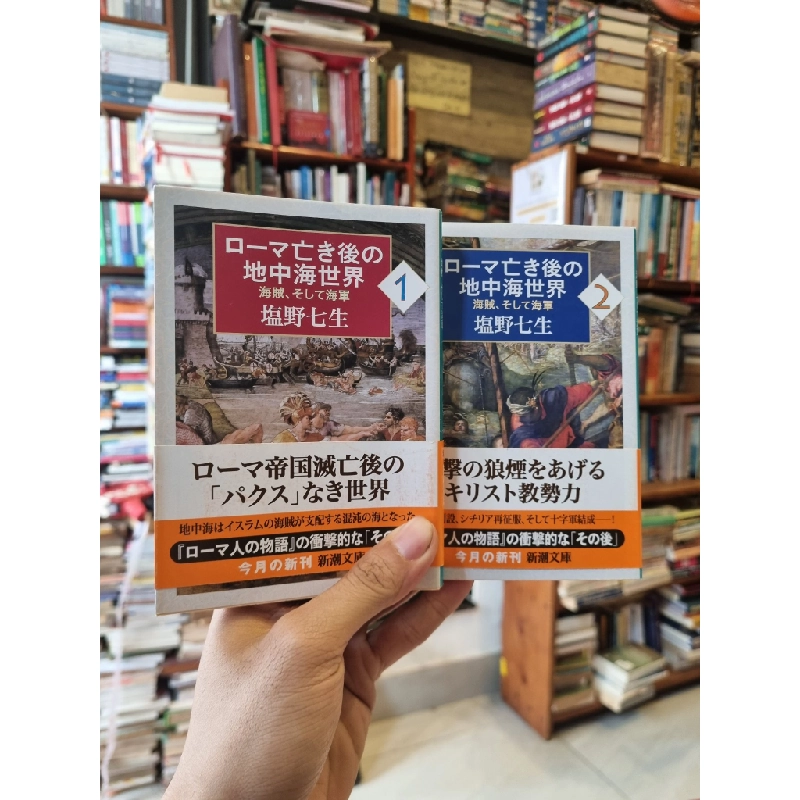 ローマ亡き後の
地中海世界
海賊、そして海軍
塩野七生
1
ローマ帝国滅亡後の
「パクス」なき世界
地中海はイスラムの海賊が支配する混沌の海となった
『ローマ人の物語』の衝撃的な「その
今月の新刊 新潮文庫
ローマ亡き後の
地中海世界
海賊、そして海軍
塩野七生
2
撃の狼煙をあげる
キリスト教勢力
設、シチリア再征服、そして十字軍結成――!
人の物語』の衝撃的な「その後」
今月の新刊 新潮文庫